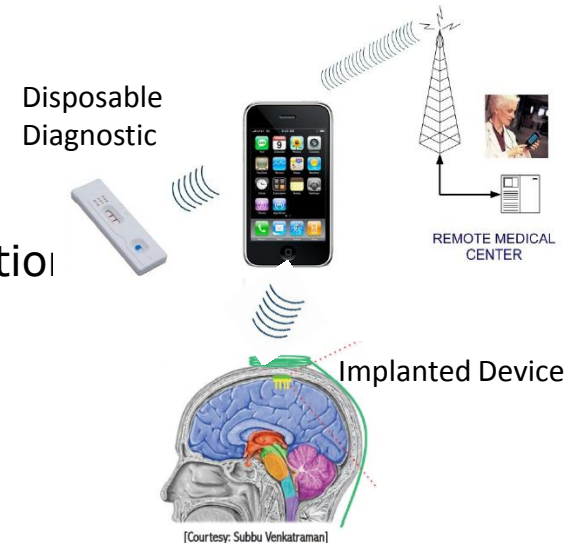 Disposable
Diagnostic
REMOTE MEDICAL
CENTER
Implanted Device
[Courtesy: Subbu Venkatraman]